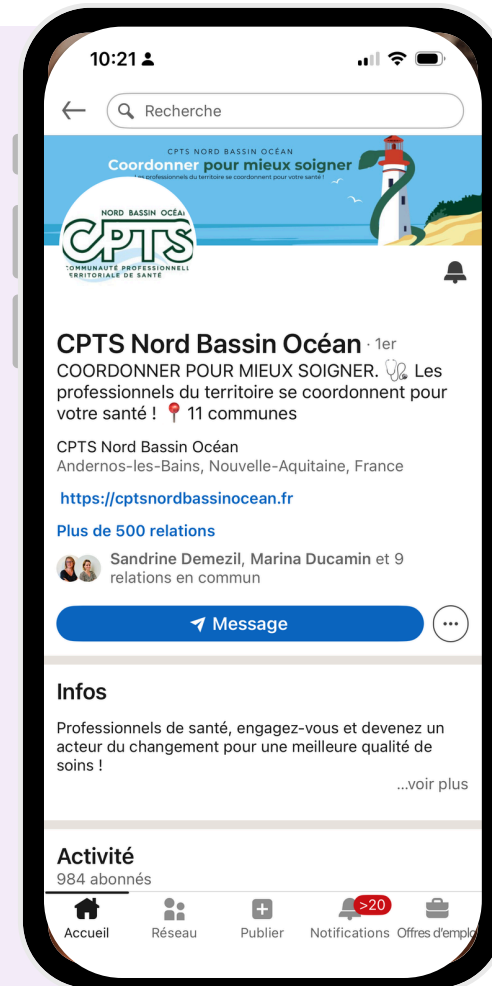 10:21
Recherche
CPTS NORD BASSIN OCÉAN
Coordonner pour mieux soigner
Les professionnels du territoire se coordonnent pour votre santé !
NORD BASSIN OCÉA
CPTS
COMMUNAUTÉ PROFESSIONNELL
TERRITORIALE DE SANTÉ
CPTS Nord Bassin Océan · 1er
COORDONNER POUR MIEUX SOIGNER. 🩺 Les
professionnels du territoire se coordonnent pour
votre santé ! 📍 11 communes
CPTS Nord Bassin Océan
Andernos-les-Bains, Nouvelle-Aquitaine, France
https://cptsnordbassinocean.fr
Plus de 500 relations
Sandrine Demezil, Marina Ducamin et 9
relations en commun
Message
Infos
Professionnels de santé, engagez-vous et devenez un
acteur du changement pour une meilleure qualité de
soins !
...voir plus
Activité
984 abonnés
>20
Accueil Réseau Publier Notifications Offres d'emplo